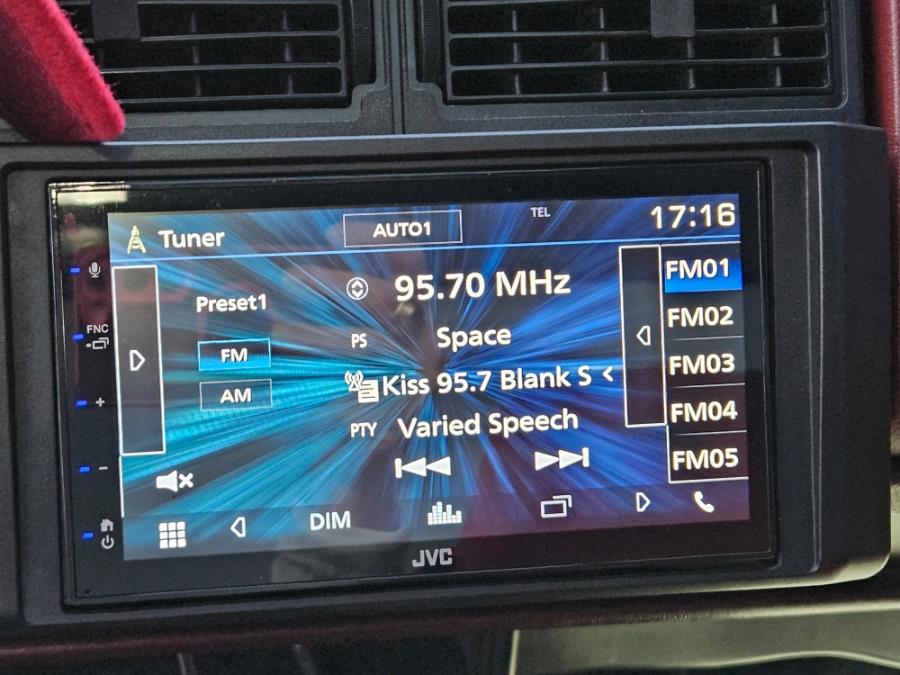 Tuner
AUTO1
TEL
17:16
Preset1
95.70 MHz
FM01
FNC
PS
Space
FM02
FM
Kiss 95.7 Blank S
FM03
AM
PTY
Varied Speech
FM04
FM05
DIM
JVC